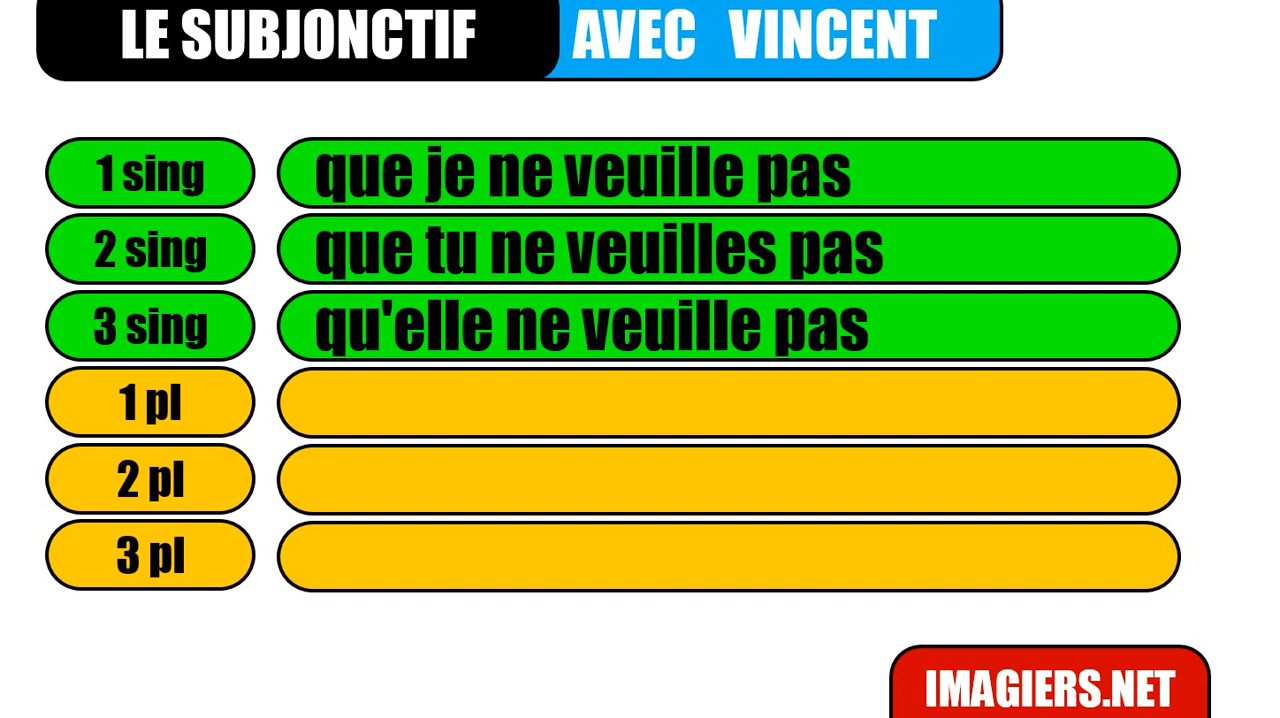 LE SUBJONCTIF AVEC VINCENT
1 sing que je ne veuille pas
2 sing que tu ne veuilles pas
3 sing qu'elle ne veuille pas
1 pl
2 pl
3 pl
IMAGIERS.NET